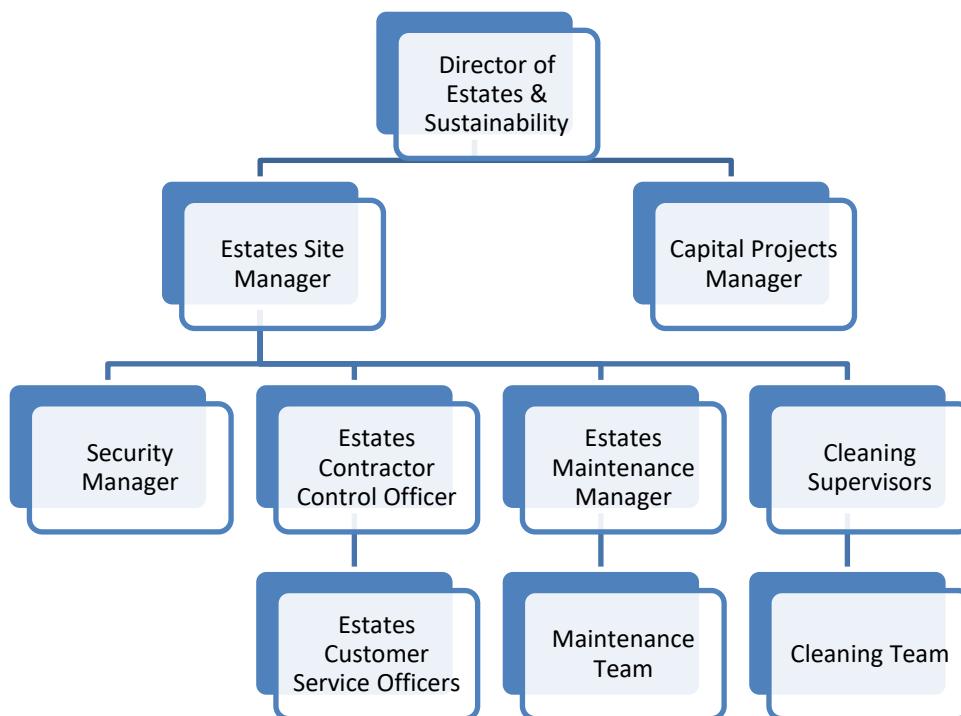 Director of
Estates &
Sustainability
Estates Site
Manager
Capital Projects
Manager
Security
Manager
Estates
Contractor
Control Officer
Estates
Maintenance
Manager
Cleaning
Supervisors
Estates
Customer
Service Officers
Maintenance
Team
Cleaning Team